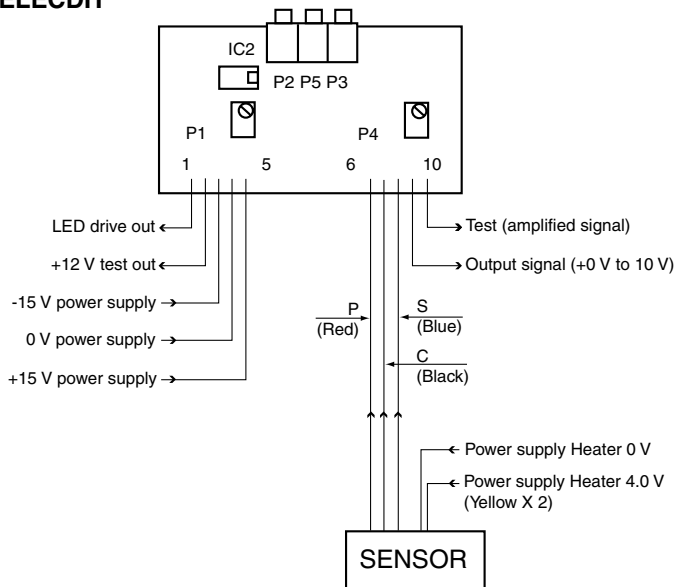 IC2
P2 P5 P3
P1
P4
1
5
6
10
LED drive out
Test (amplified signal)
+12 V test out
Output signal (+0 V to 10 V)
-15 V power supply
P
(Red)
S
(Blue)
0 V power supply
C
(Black)
+15 V power supply
Power supply Heater 0 V
Power supply Heater 4.0 V
(Yellow X 2)
SENSOR